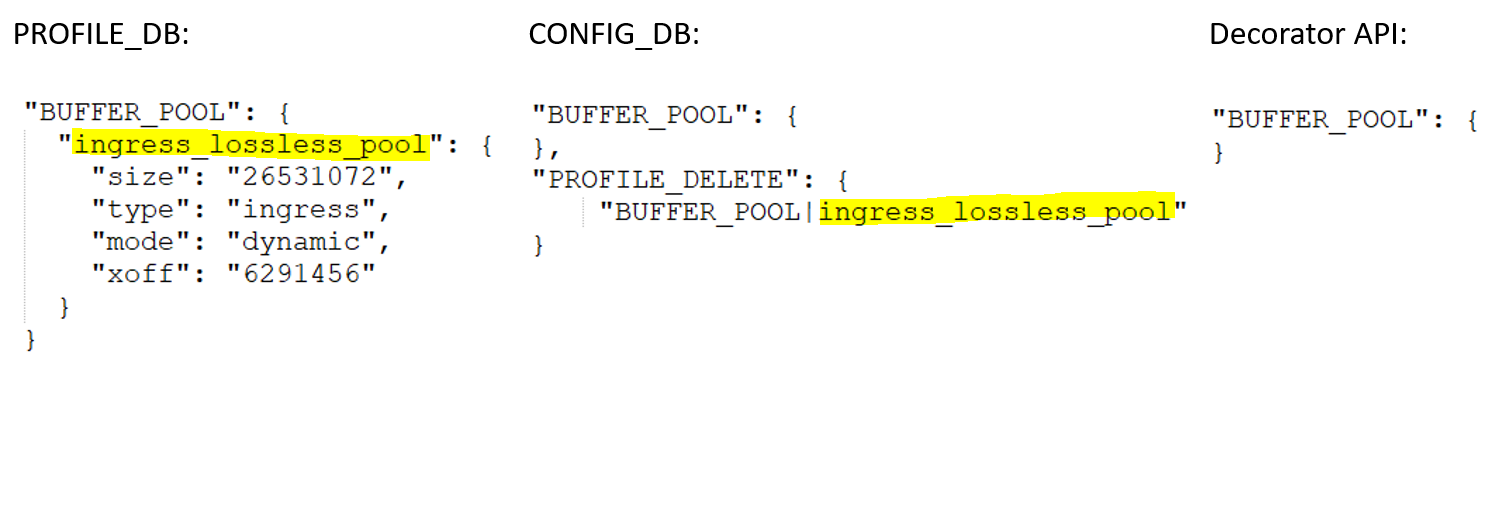 PROFILE_DB:
"BUFFER_POOL": {
"ingress_lossless_pool": {
"size": "26531072",
"type": "ingress",
"mode": "dynamic",
"xoff": "6291456"
}
}
CONFIG_DB:
"BUFFER_POOL": {
},
"PROFILE_DELETE": {
"BUFFER_POOL|ingress_lossless_pool"
}
Decorator API:
"BUFFER_POOL": {
}